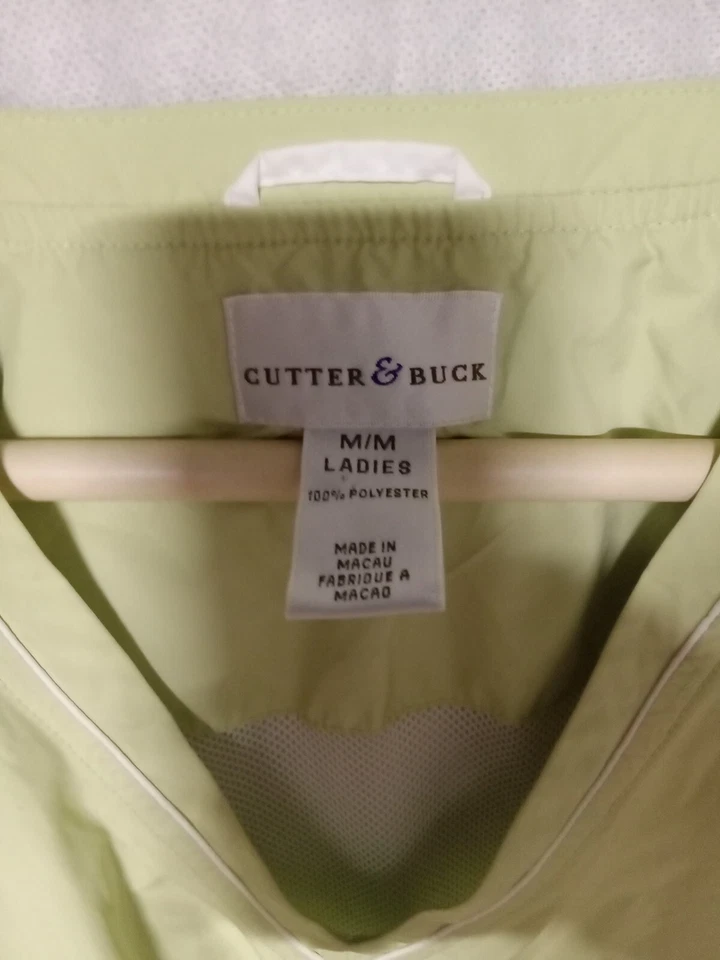 CUTTER & BUCK
M/M
LADIES
100% POLYESTER
MADE IN
MACAU
FABRIQUE A
MACAO